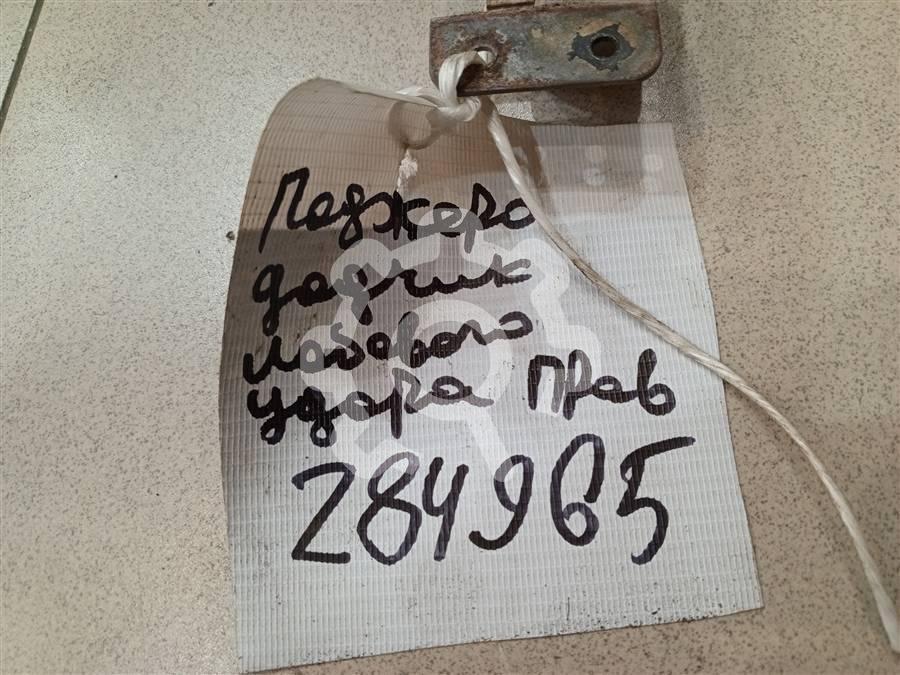 Паджеро
датчик
лобового
удара прав
284965